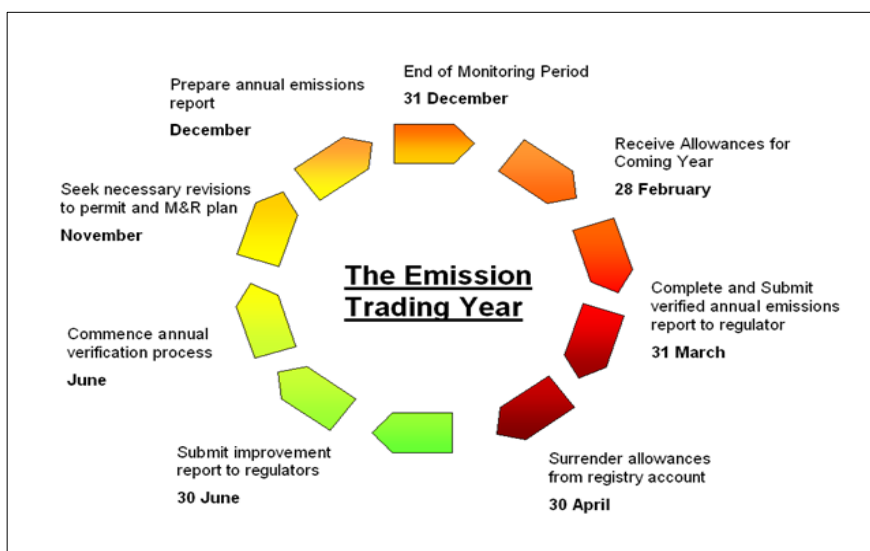 The Emission
Trading Year
End of Monitoring Period
31 December
Receive Allowances for
Coming Year
28 February
Complete and Submit
verified annual emissions
report to regulator
31 March
Surrender allowances
from registry account
30 April
Submit improvement
report to regulators
30 June
Commence annual
verification process
June
Seek necessary revisions
to permit and M&R plan
November
Prepare annual emissions
report
December